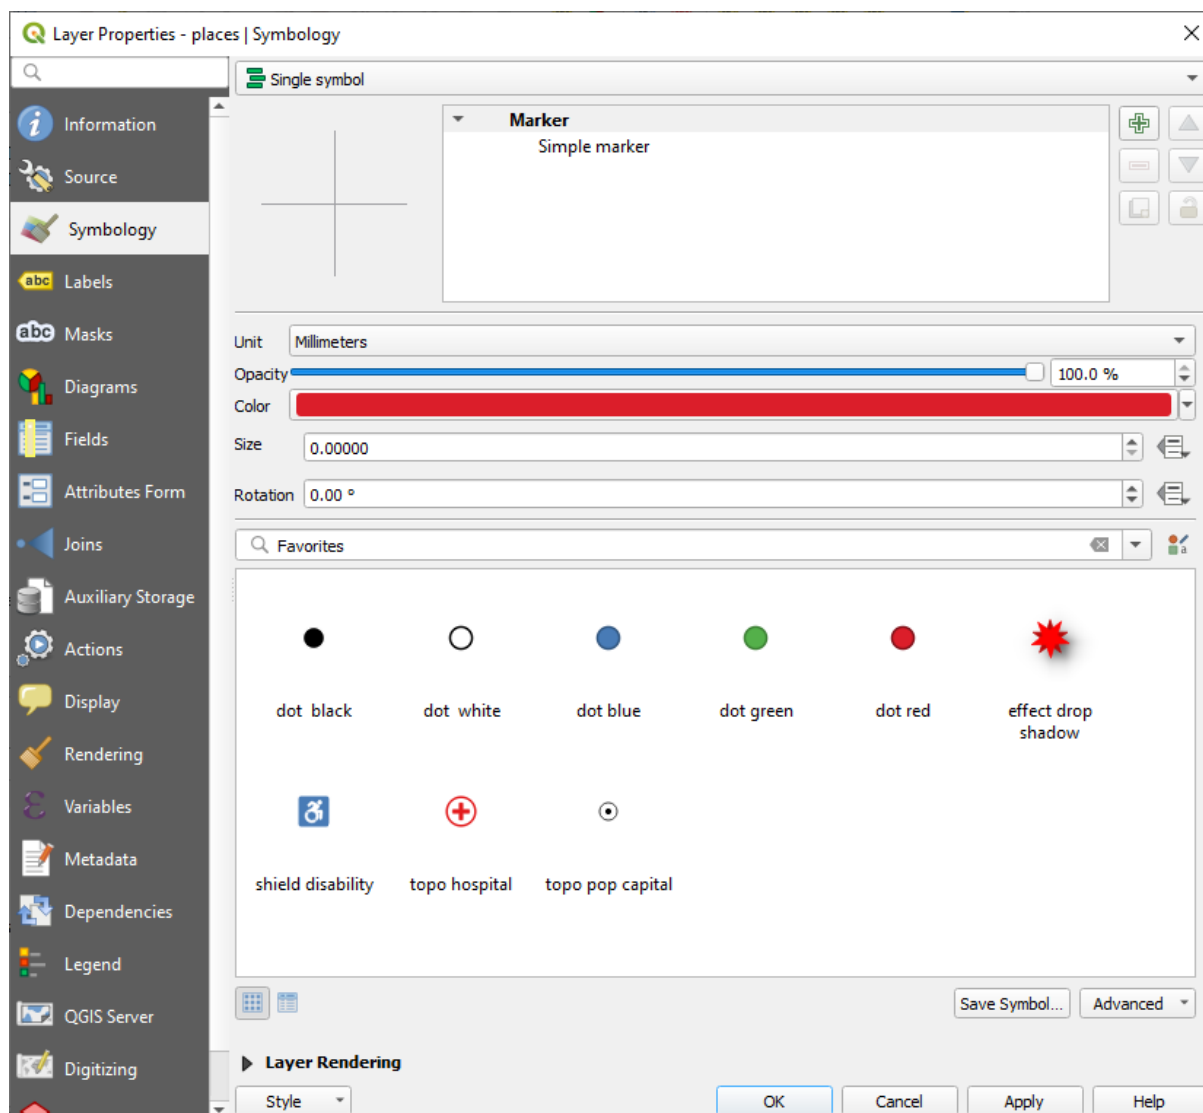 Layer Properties - places | Symbology
Single symbol
Information
Source
Symbology
Labels
Masks
Diagrams
Fields
Attributes Form
Joins
Auxiliary Storage
Actions
Display
Rendering
Variables
Metadata
Dependencies
Legend
QGIS Server
Digitizing
Marker
Simple marker
Unit Millimeters
Opacity 100.0 %
Color
Size 0.00000
Rotation 0.00 °
Favorites
dot black dot white dot blue dot green dot red effect drop
shadow
shield disability topo hospital topo pop capital
Save Symbol... Advanced
Layer Rendering
Style OK Cancel Apply Help